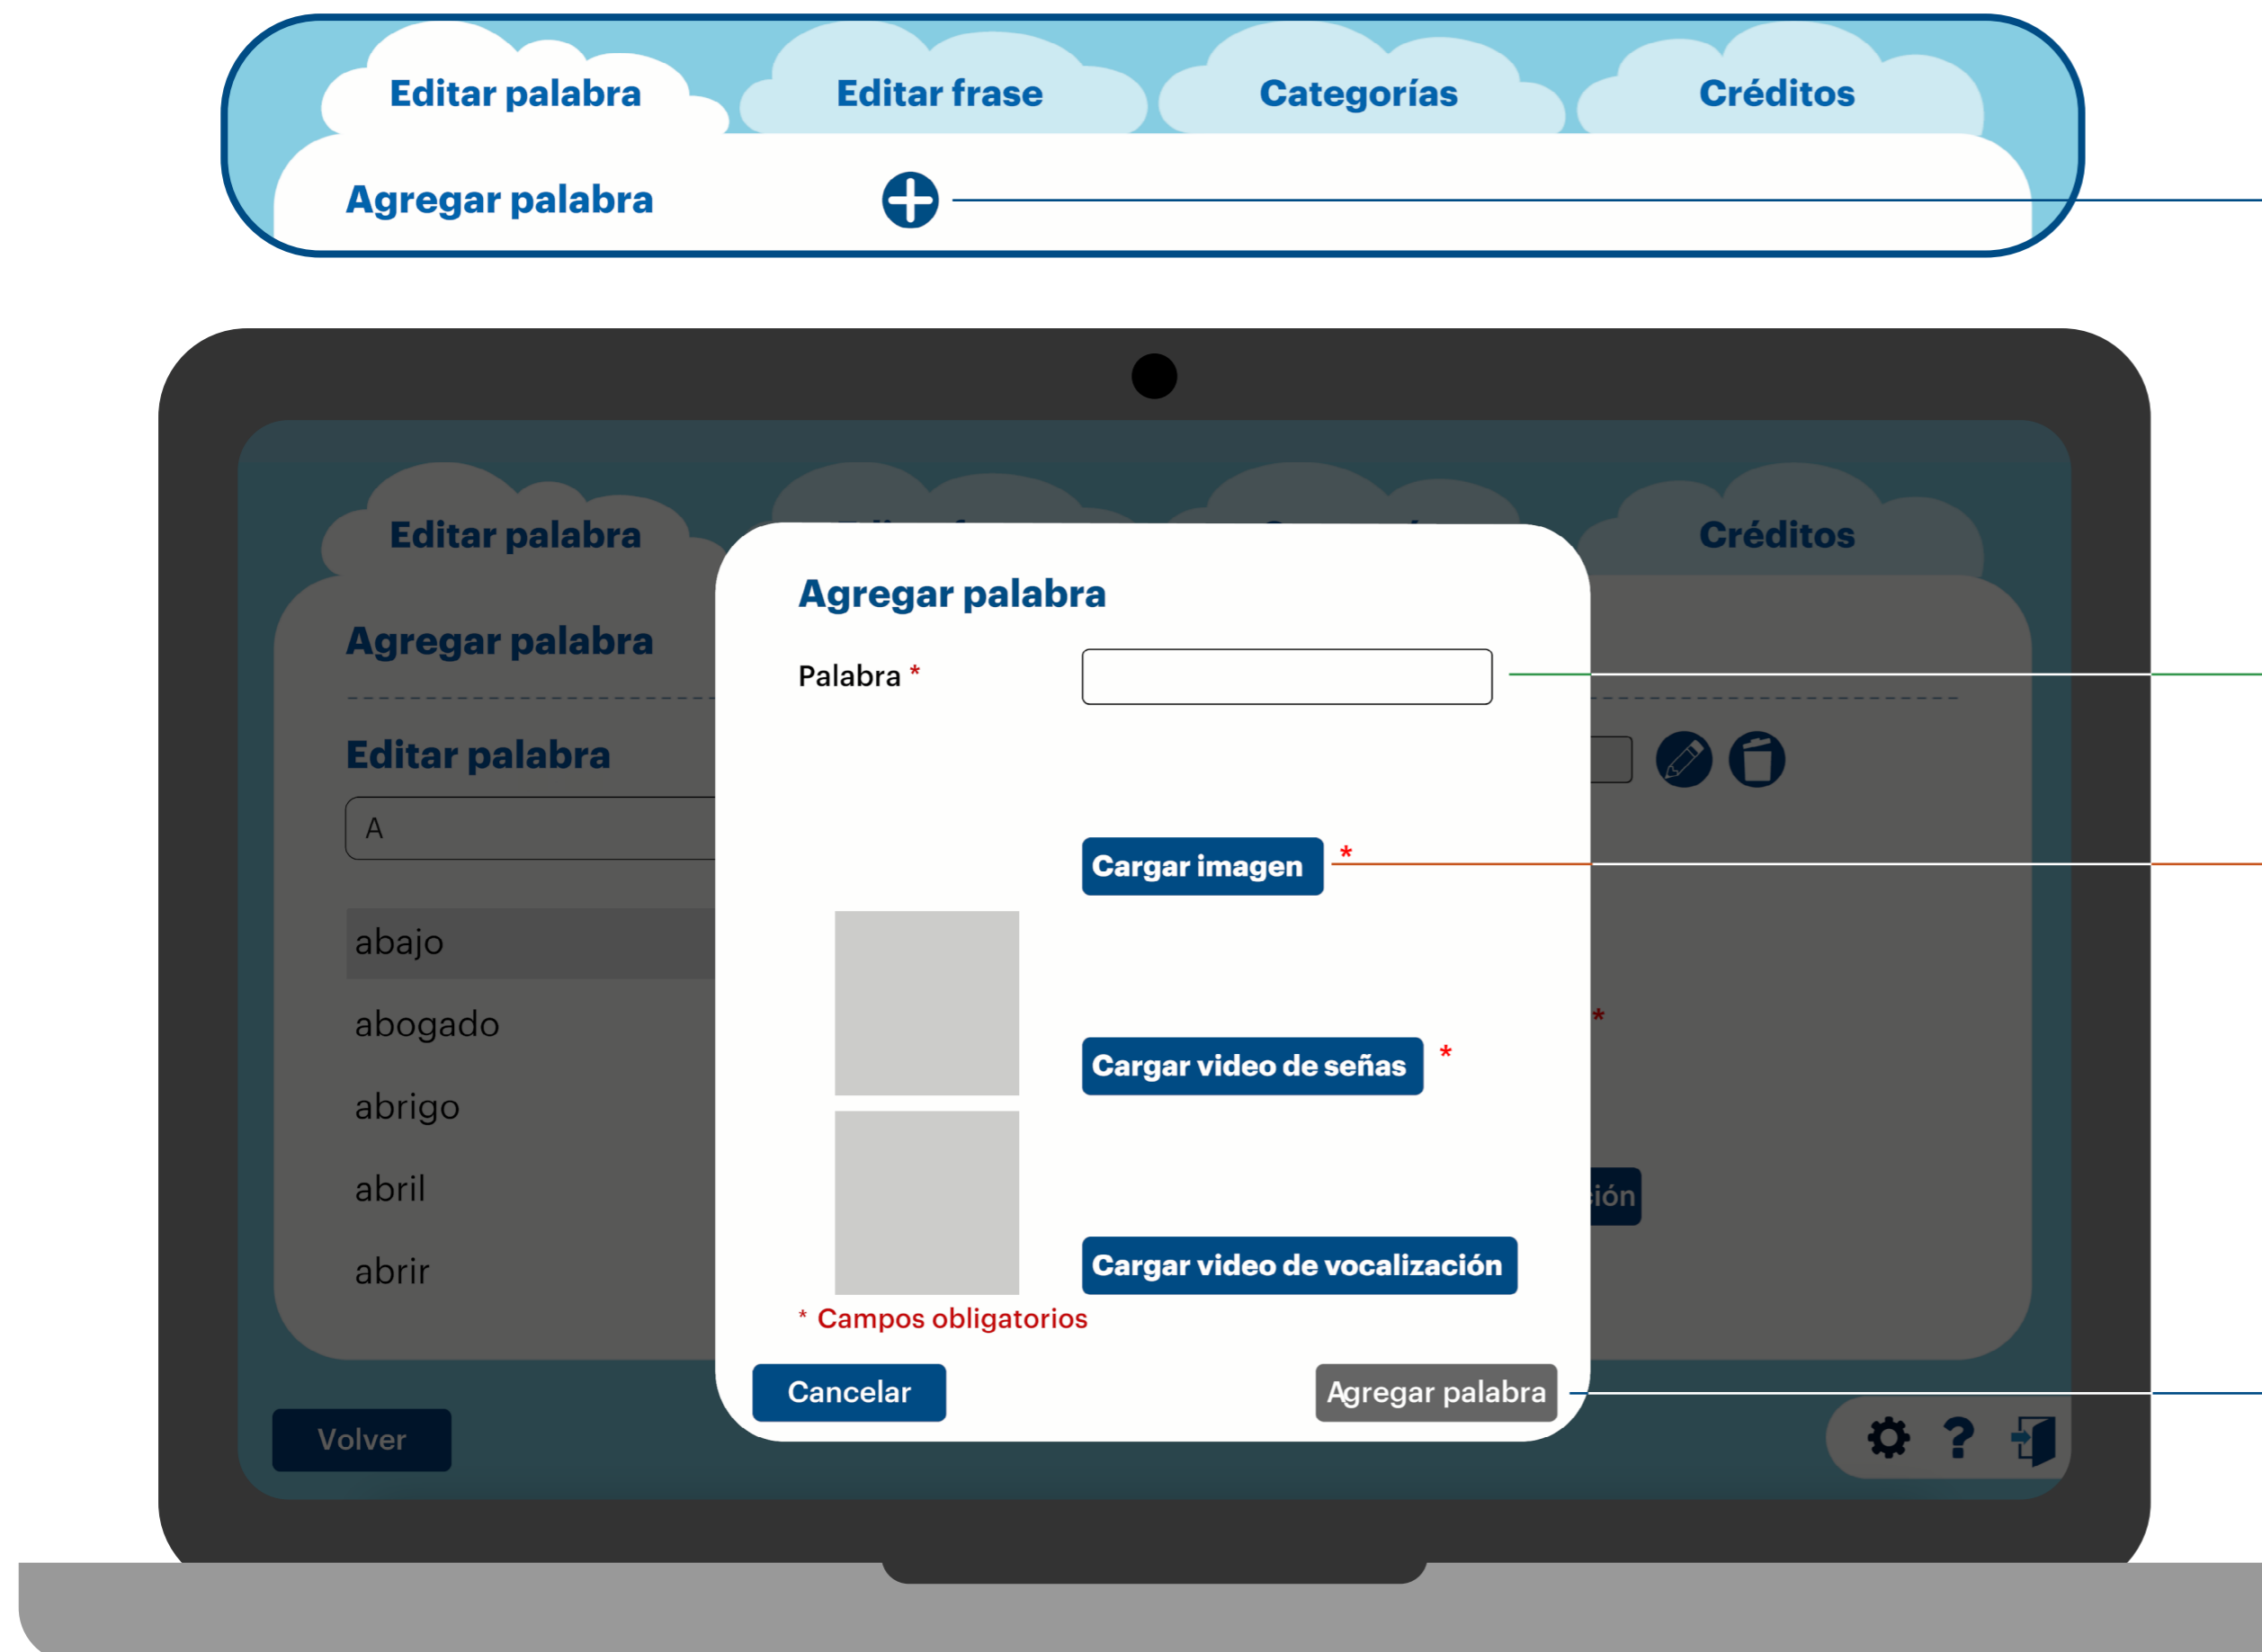 Editar palabra
Editar frase
Categorías
Créditos
Agregar palabra
Editar palabra
Créditos
Agregar palabra
Editar palabra
A
abajo
abogado
abrigo
abril
abrir
Agregar palabra
Palabra *
Cargar imagen *
Cargar video de señas *
Cargar video de vocalización
* Campos obligatorios
Cancelar
Agregar palabra
*
ión
Volver
?